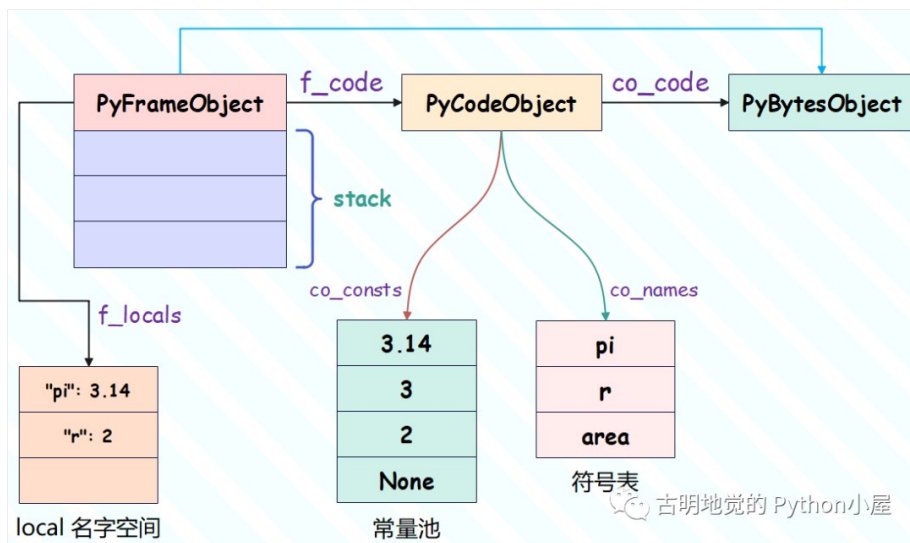 f_code
co_code
PyFrameObject
PyCodeObject
PyBytesObject
stack
co_consts
co_names
f_locals
3.14
3
2
None
pi
r
area
"pi": 3.14
"r": 2
符号表
local 名字空间
常量池
古明地觉的 Python小屋